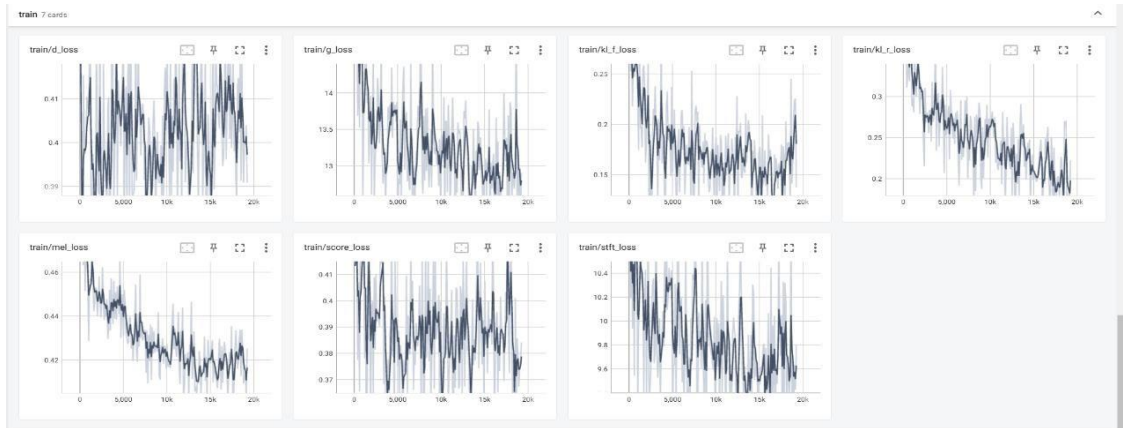 train 7 cards
train/d_loss
0.41
0.4
0.39
0 5,000 10k 15k 20k
train/g_loss
14
13.5
13
0 5,000 10k 15k 20k
train/kl_f_loss
0.25
0.2
0.15
0 5,000 10k 15k 20k
train/kl_r_loss
0.3
0.25
0.2
0 5,000 10k 15k 20k
train/mel_loss
0.46
0.44
0.42
0 5,000 10k 15k 20k
train/score_loss
0.41
0.4
0.39
0.38
0.37
0 5,000 10k 15k 20k
train/stft_loss
10.4
10.2
10
9.8
9.6
0 5,000 10k 15k 20k